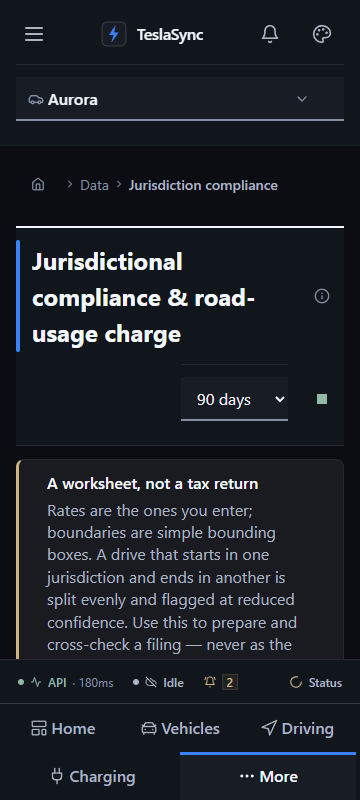 TeslaSync
Aurora
Data
Jurisdiction compliance
Jurisdictional
compliance & road-
usage charge
90 days
A worksheet, not a tax return
Rates are the ones you enter;
boundaries are simple bounding
boxes. A drive that starts in one
jurisdiction and ends in another is
split evenly and flagged at reduced
confidence. Use this to prepare and
cross-check a filing — never as the
API · 180ms
Idle
2
Status
Home
Vehicles
Driving
Charging
More